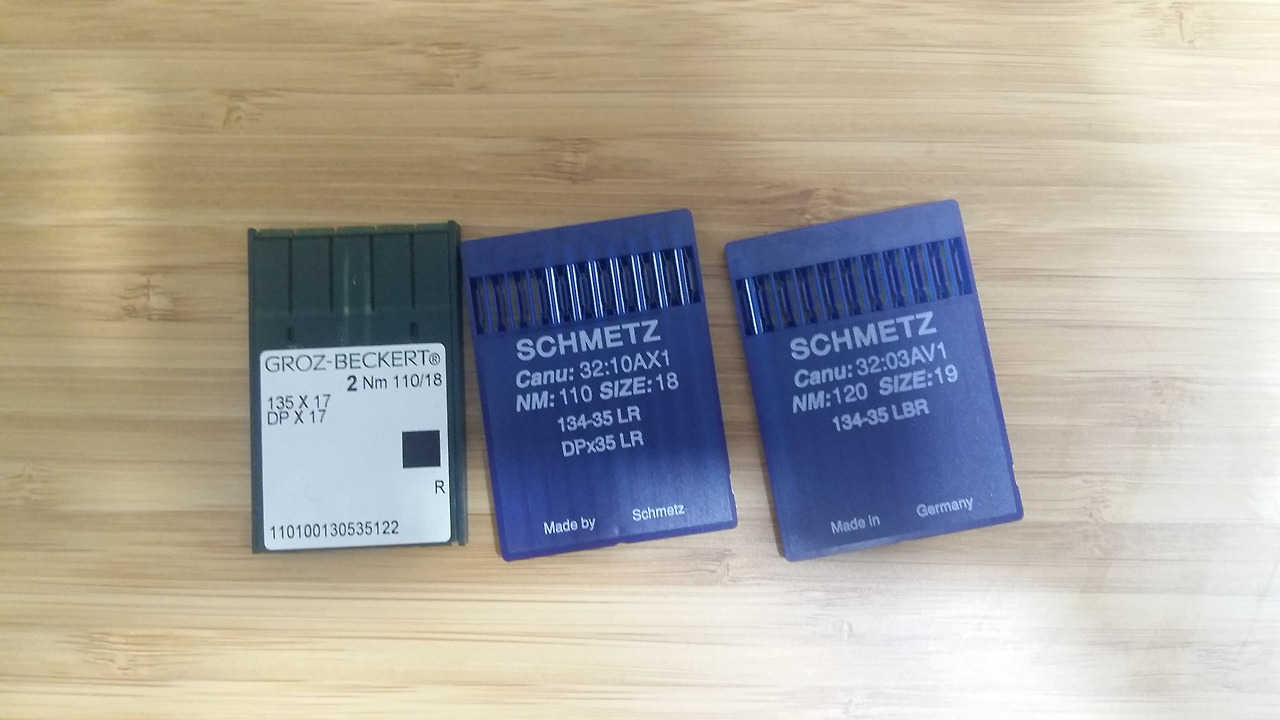 GROZ-BECKERT®
2 Nm 110/18
135 X 17
DP X 17
R
110100130535122
SCHMETZ
Canu: 32:10AX1
NM: 110 SIZE: 18
134-35 LR
DPx35 LR
Made by Schmetz
SCHMETZ
Canu: 32:03AV1
NM: 120 SIZE: 19
134-35 LBR
Made in Germany